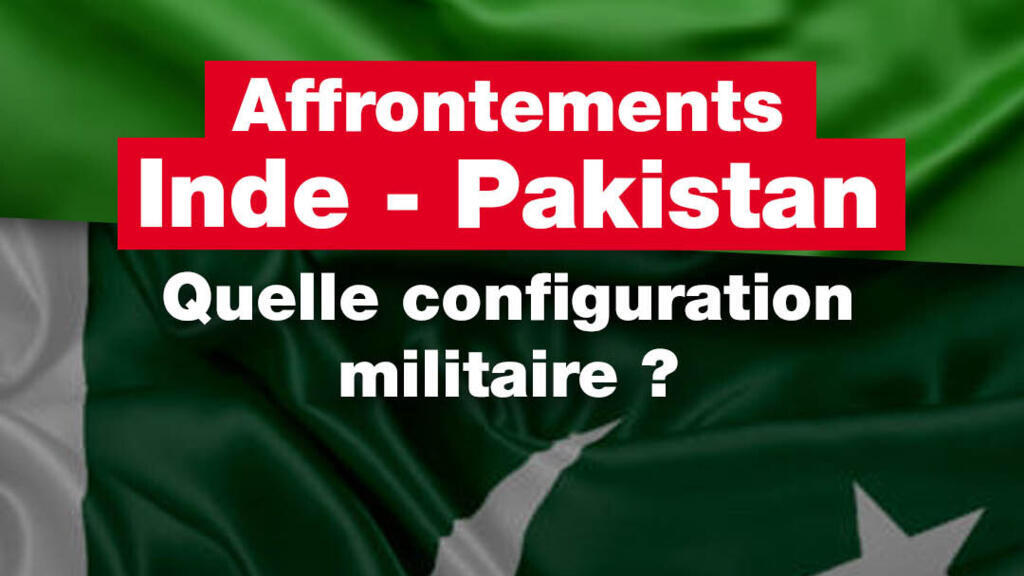 Affrontements
Inde - Pakistan
Quelle configuration
militaire ?